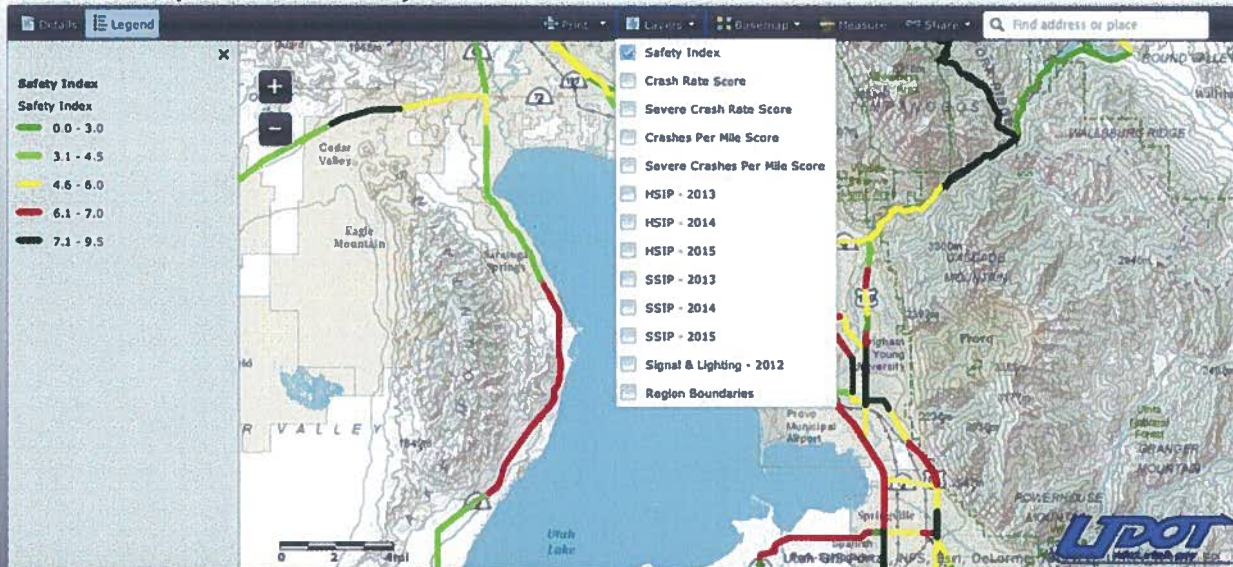 Details
Legend
Print
Layers
Basemap
Measure
Share
Find address or place
Safety Index
Safety Index
0.0 - 3.0
3.1 - 4.5
4.6 - 6.0
6.1 - 7.0
7.1 - 9.5
+
−
Safety Index
Crash Rate Score
Severe Crash Rate Score
Crashes Per Mile Score
Severe Crashes Per Mile Score
HSIP - 2013
HSIP - 2014
HSIP - 2015
SSIP - 2013
SSIP - 2014
SSIP - 2015
Signal & Lighting - 2012
Region Boundaries
Cedar
Valley
Eagle
Mountain
Saratoga
Springs
R VALLEY
Utah
Lake
0 2 4mi
WALLSBURG RIDGE
CASCADE
MOUNTAIN
Provo
Brigham
Young
University
Provo
Municipal
Airport
Springville
Spanish
GRANGER
MOUNTAIN
POWERHOUSE
MOUNTAIN
UDOT